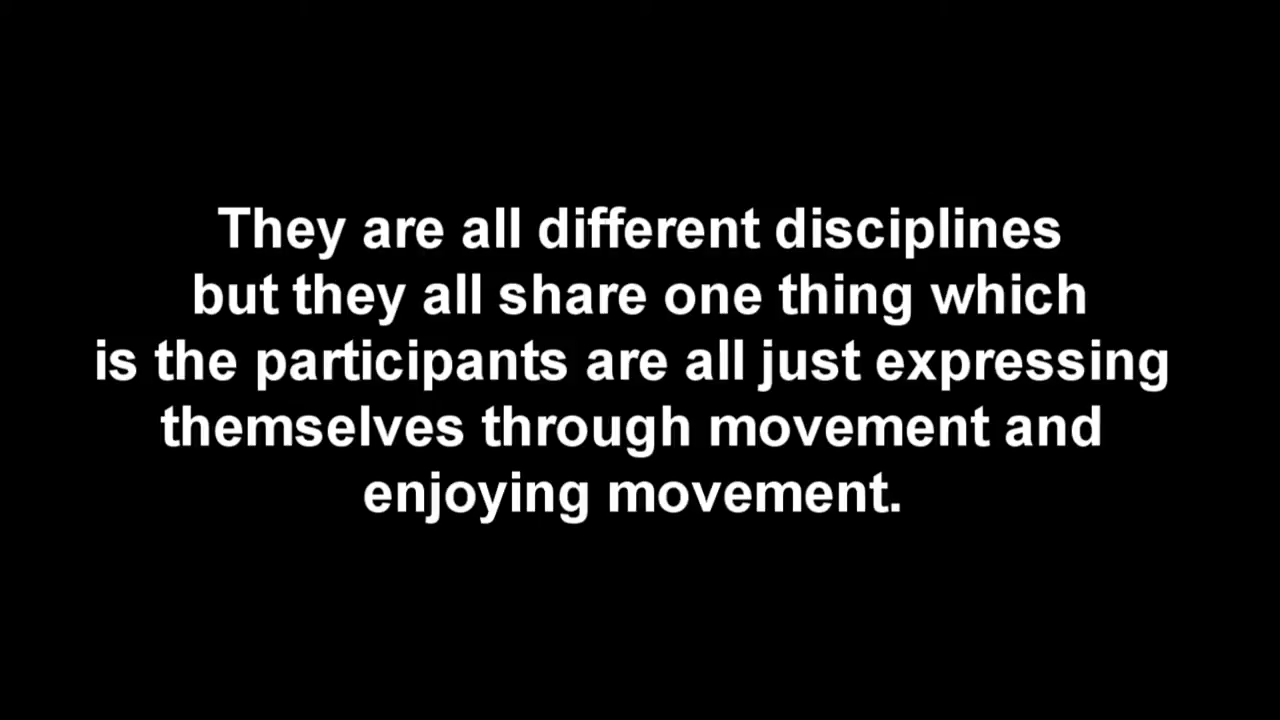 They are all different disciplines
but they all share one thing which
is the participants are all just expressing
themselves through movement and
enjoying movement.